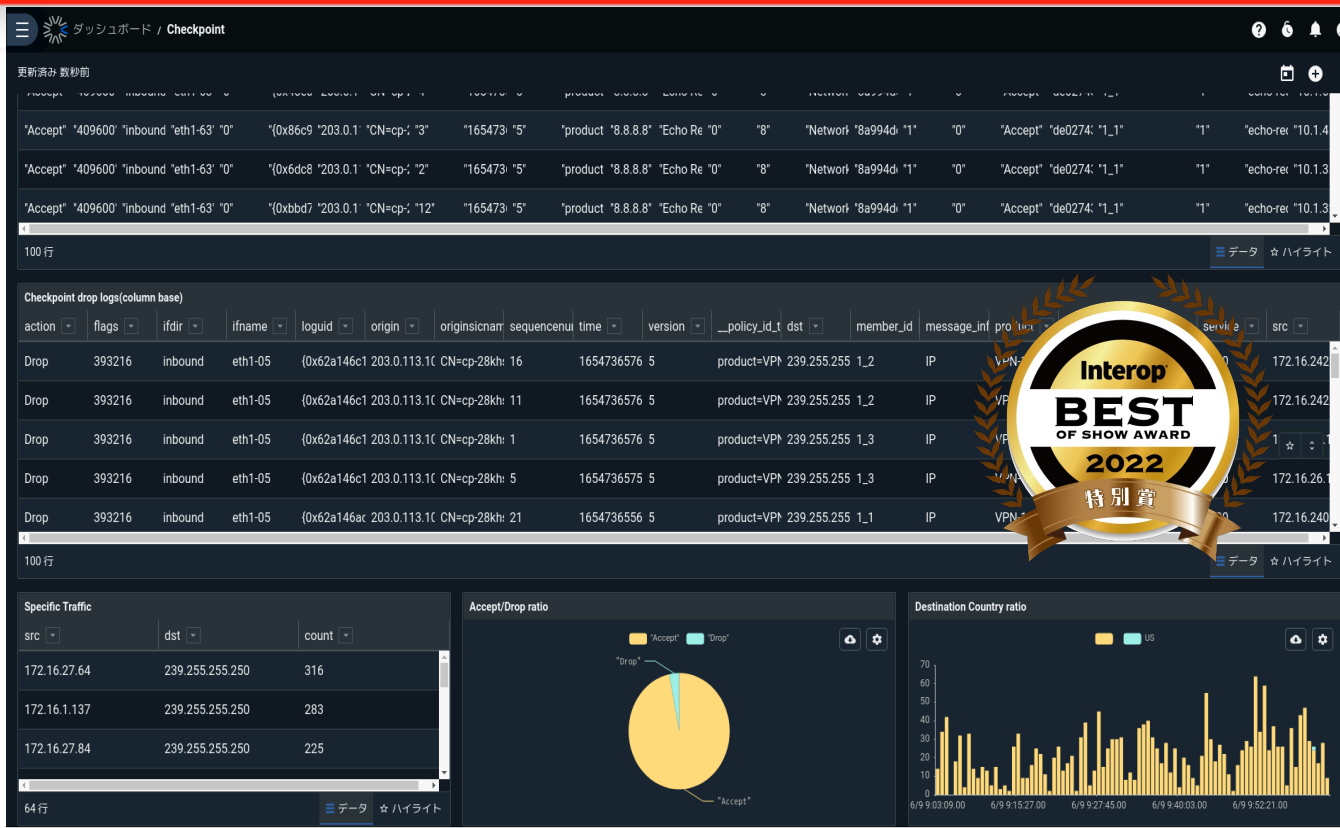 ダッシュボード / Checkpoint
更新済み 数秒前
"Accept" "409600" "inbound "eth1-63" "0" "{0x86c9 "203.0.1 "CN=cp-2 "3" "165473 "5" "product "8.8.8.8" "Echo Re "0" "8" "Network "8a994d "1" "0" "Accept" "de0274 "1_1" "1" "echo-rec "10.1.4
"Accept" "409600" "inbound "eth1-63" "0" "{0x6dc8 "203.0.1 "CN=cp-2 "2" "165473 "5" "product "8.8.8.8" "Echo Re "0" "8" "Network "8a994d "1" "0" "Accept" "de0274 "1_1" "1" "echo-rec "10.1.3
"Accept" "409600" "inbound "eth1-63" "0" "{0xbbd7 "203.0.1 "CN=cp-2 "12" "165473 "5" "product "8.8.8.8" "Echo Re "0" "8" "Network "8a994d "1" "0" "Accept" "de0274 "1_1" "1" "echo-rec "10.1.3
100 行 データ ハイライト
Checkpoint drop logs(column base)
action flags ifdir ifname loguid origin originsicnam sequencenu time version __policy_id_t dst member_id message_inf product service src
Drop 393216 inbound eth1-05 {0x62a146c1 203.0.113.10 CN=cp-28kh 16 1654736576 5 product=VPN 239.255.255 1_2 IP 172.16.242
Drop 393216 inbound eth1-05 {0x62a146c1 203.0.113.10 CN=cp-28kh 11 1654736576 5 product=VPN 239.255.255 1_2 IP 172.16.242
Drop 393216 inbound eth1-05 {0x62a146c1 203.0.113.10 CN=cp-28kh 1 1654736576 5 product=VPN 239.255.255 1_3 IP
Drop 393216 inbound eth1-05 {0x62a146c1 203.0.113.10 CN=cp-28kh 5 1654736575 5 product=VPN 239.255.255 1_3 IP 172.16.26.1
Drop 393216 inbound eth1-05 {0x62a146ac 203.0.113.10 CN=cp-28kh 21 1654736556 5 product=VPN 239.255.255 1_1 IP 172.16.240
Interop
BEST
OF SHOW AWARD
2022
特別賞
100 行 データ ハイライト
Specific Traffic
src dst count
172.16.27.64 239.255.255.250 316
172.16.1.137 239.255.255.250 283
172.16.27.84 239.255.255.250 225
64 行 データ ハイライト
Accept/Drop ratio
"Accept" "Drop"
"Drop"
"Accept"
Destination Country ratio
US
70
60
50
40
30
20
10
0
6/9 9:03:09.00 6/9 9:15:27.00 6/9 9:27:45.00 6/9 9:40:03.00 6/9 9:52:21.00